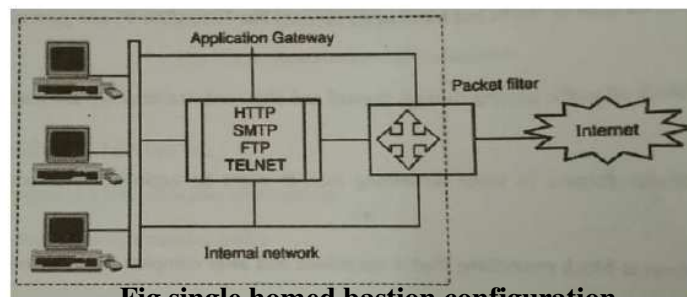 Application Gateway
Packet filter
HTTP
SMTP
FTP
TELNET
Internet
Internal network
Fig single homed bastion configuration